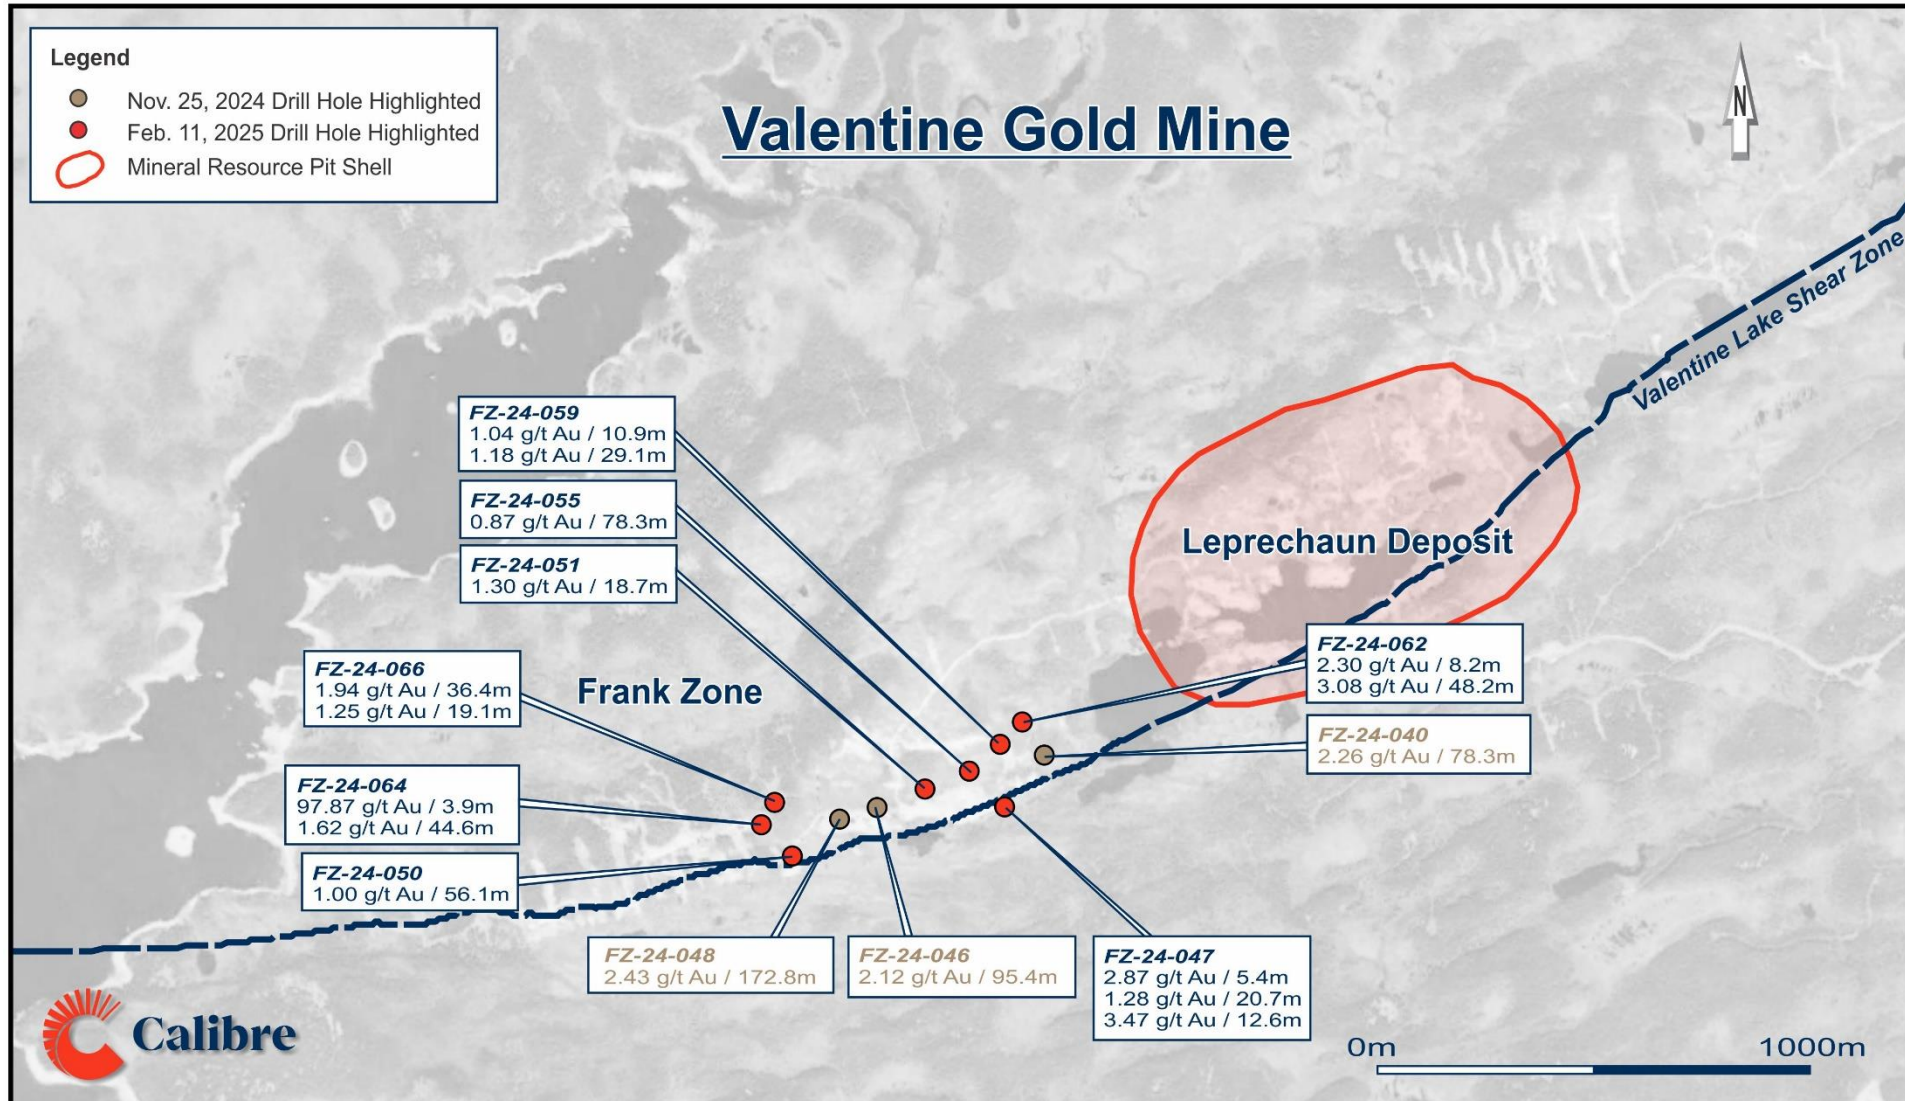 Legend
Nov. 25, 2024 Drill Hole Highlighted
Feb. 11, 2025 Drill Hole Highlighted
Mineral Resource Pit Shell
Valentine Gold Mine
N
Valentine Lake Shear Zone
FZ-24-059
1.04 g/t Au / 10.9m
1.18 g/t Au / 29.1m
FZ-24-055
0.87 g/t Au / 78.3m
FZ-24-051
1.30 g/t Au / 18.7m
Leprechaun Deposit
FZ-24-066
1.94 g/t Au / 36.4m
1.25 g/t Au / 19.1m
Frank Zone
FZ-24-062
2.30 g/t Au / 8.2m
3.08 g/t Au / 48.2m
FZ-24-040
2.26 g/t Au / 78.3m
FZ-24-064
97.87 g/t Au / 3.9m
1.62 g/t Au / 44.6m
FZ-24-050
1.00 g/t Au / 56.1m
FZ-24-048
2.43 g/t Au / 172.8m
FZ-24-046
2.12 g/t Au / 95.4m
FZ-24-047
2.87 g/t Au / 5.4m
1.28 g/t Au / 20.7m
3.47 g/t Au / 12.6m
Calibre
0m 1000m